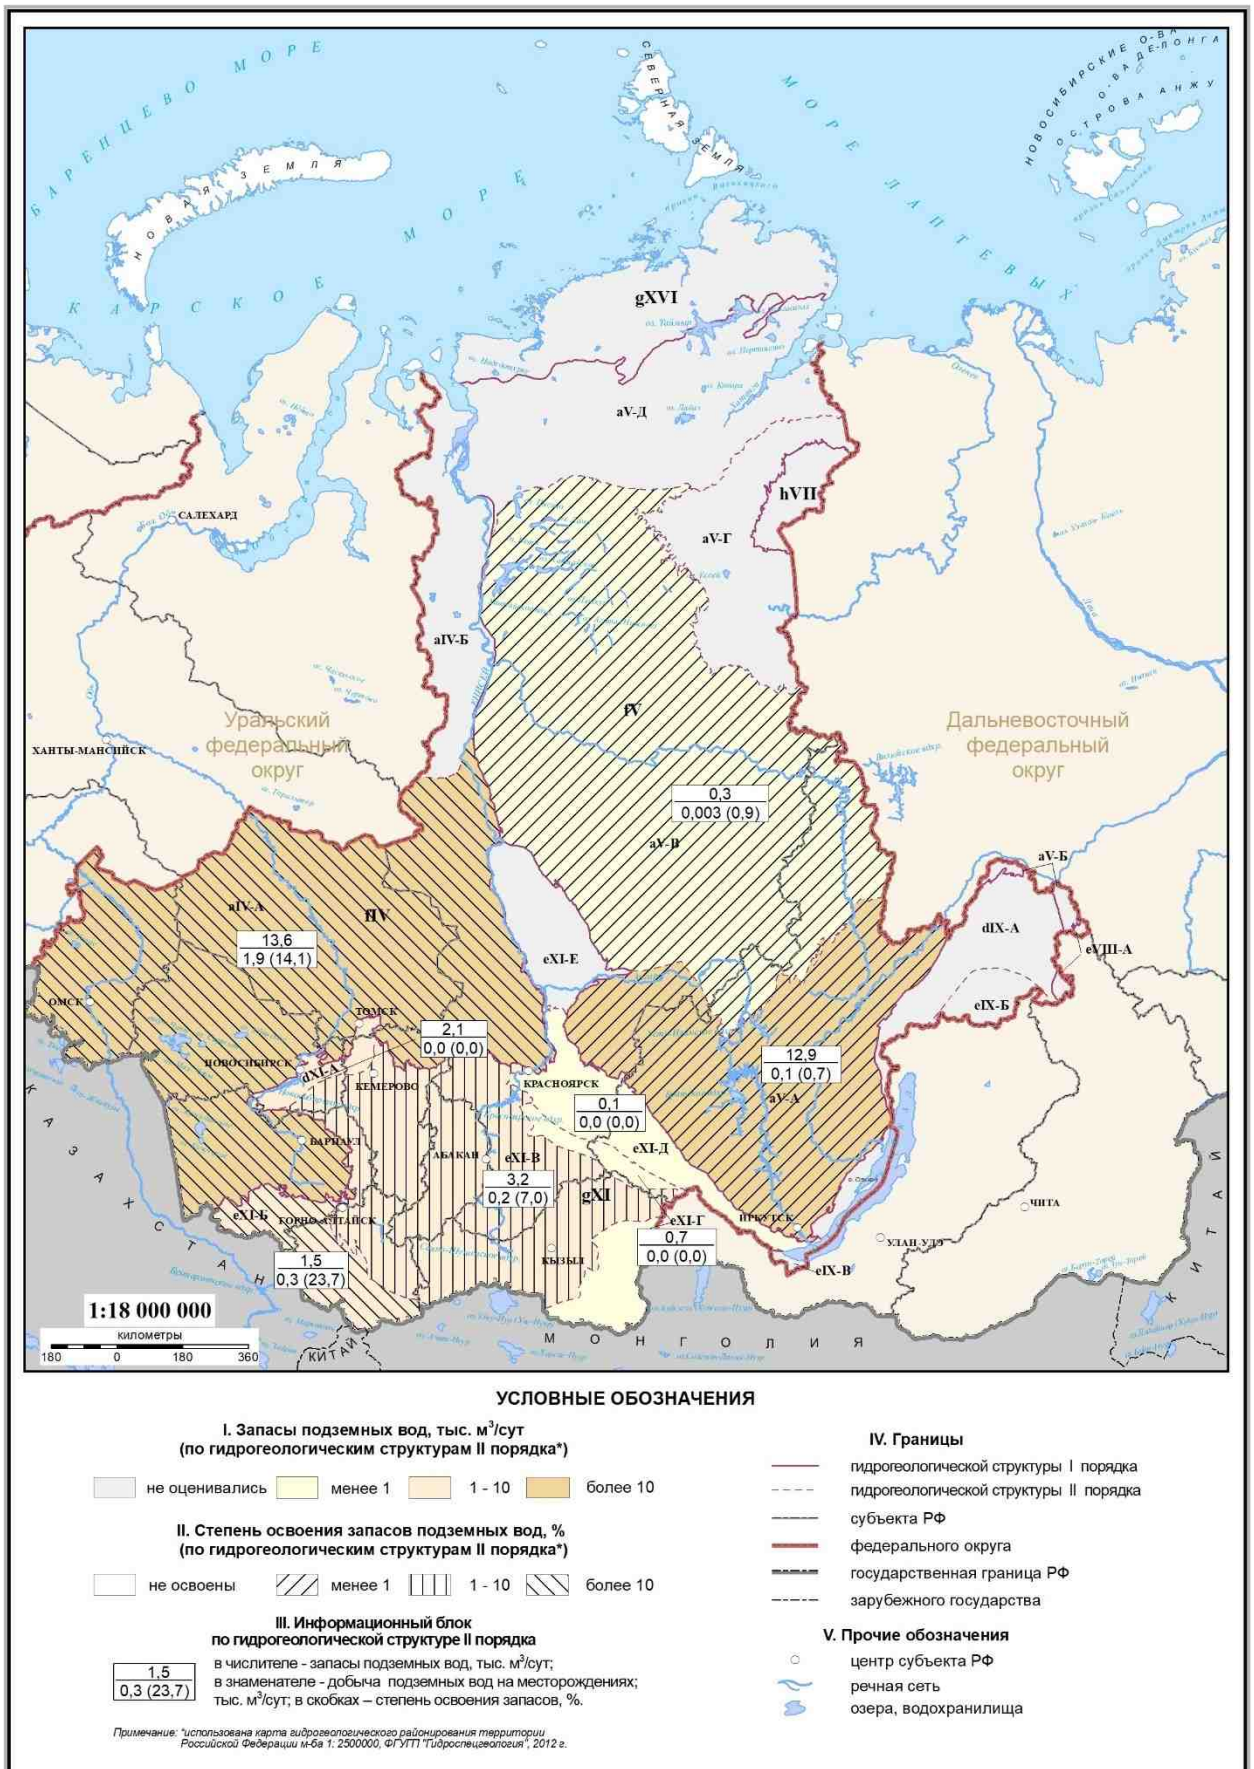 БАРЕНЦЕВО МОРЕ
НОВАЯ ЗЕМЛЯ
КАРСКОЕ МОРЕ
СЕВЕРНАЯ ЗЕМЛЯ
МОРЕ ЛАПТЕВЫХ
НОВОСИБИРСКИЕ О-ВА
О-ВА ДЕ-ЛОНГА
ОСТРОВА АНЖУ
gXVI
оз. Таймыр
aV-Д
hVII
aV-Г
САЛЕХАРД
aIV-Б
ЕНИСЕЙ
fV
Уральский
федеральный
округ
Дальневосточный
федеральный
округ
ХАНТЫ-МАНСИЙСК
Обь
Лена
Оленек
0,3
0,003 (0,9)
aV-В
aV-Б
aIV-А
fIV
dIX-А
eVIII-А
13,6
1,9 (14,1)
eXI-Е
eIX-Б
ОМСК
ТОМСК
2,1
0,0 (0,0)
12,9
0,1 (0,7)
НОВОСИБИРСК
dXI-А
КЕМЕРОВО
КРАСНОЯРСК
0,1
0,0 (0,0)
aV-А
БАРНАУЛ
АБАКАН
eXI-В
eXI-Д
3,2
0,2 (7,0)
gXI
eXI-Б
ГОРНО-АЛТАЙСК
eXI-Г
ИРКУТСК
ЧИТА
УЛАН-УДЭ
0,7
0,0 (0,0)
КЫЗЫЛ
1,5
0,3 (23,7)
eIX-В
КАЗАХСТАН
КИТАЙ
МОНГОЛИЯ
КИТАЙ
1:18 000 000
километры
180 0 180 360
УСЛОВНЫЕ ОБОЗНАЧЕНИЯ
I. Запасы подземных вод, тыс. м³/сут
(по гидрогеологическим структурам II порядка*)
не оценивались менее 1 1 - 10 более 10
II. Степень освоения запасов подземных вод, %
(по гидрогеологическим структурам II порядка*)
не освоены менее 1 1 - 10 более 10
III. Информационный блок
по гидрогеологической структуре II порядка
1,5
0,3 (23,7)
в числителе - запасы подземных вод, тыс. м³/сут;
в знаменателе - добыча подземных вод на месторождениях;
тыс. м³/сут; в скобках – степень освоения запасов, %.
Примечание: *использована карта гидрогеологического районирования территории
Российской Федерации м-ба 1: 2500000, ФГУГП "Гидроспецгеология", 2012 г.
IV. Границы
гидрогеологической структуры I порядка
гидрогеологической структуры II порядка
субъекта РФ
федерального округа
государственная граница РФ
зарубежного государства
V. Прочие обозначения
центр субъекта РФ
речная сеть
озера, водохранилища